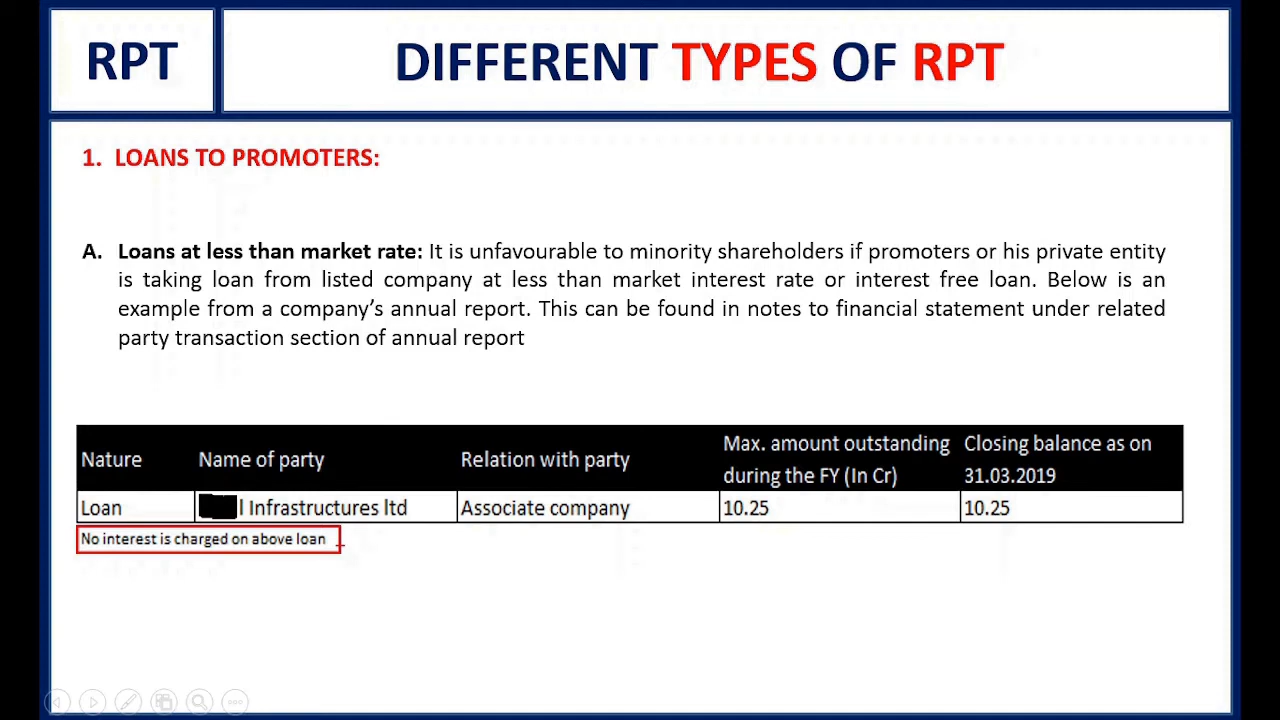 RPT
DIFFERENT TYPES OF RPT
1. LOANS TO PROMOTERS:
A. Loans at less than market rate: It is unfavourable to minority shareholders if promoters or his private entity
is taking loan from listed company at less than market interest rate or interest free loan. Below is an
example from a company's annual report. This can be found in notes to financial statement under related
party transaction section of annual report
Nature Name of party Relation with party Max. amount outstanding during the FY (In Cr) Closing balance as on 31.03.2019
Loan l Infrastructures ltd Associate company 10.25 10.25
No interest is charged on above loan